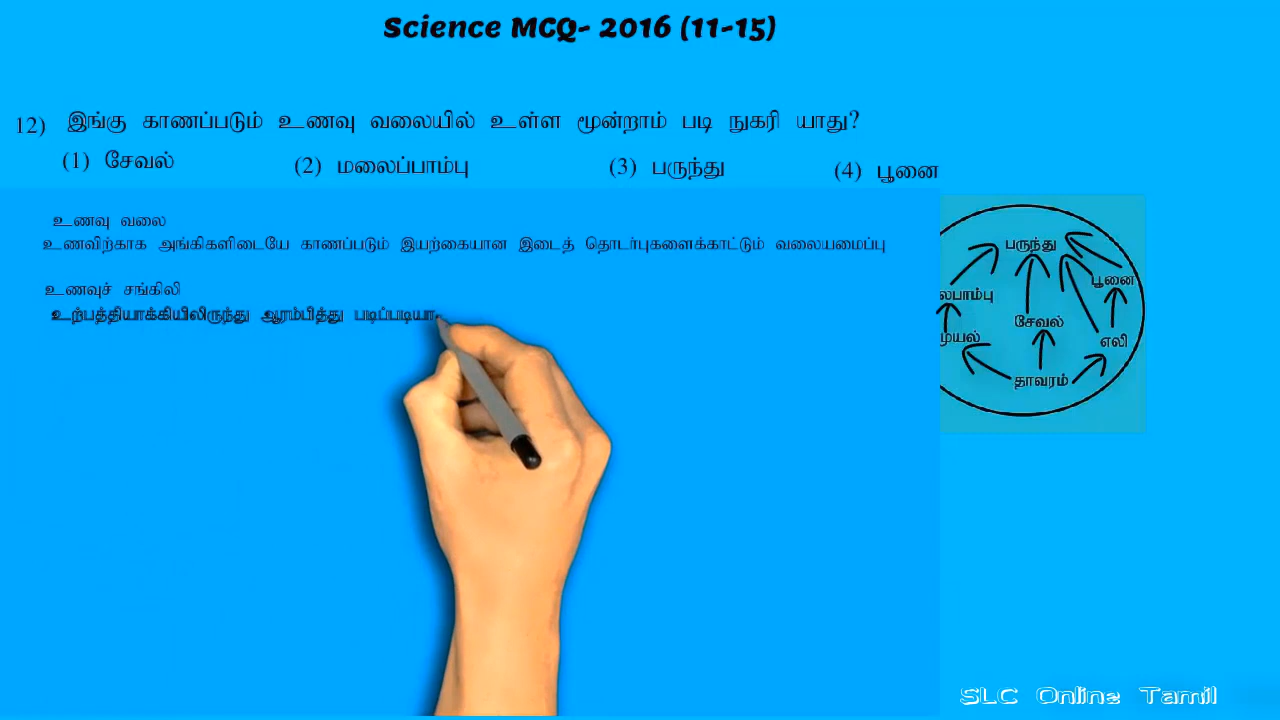 Science MCQ- 2016 (11-15)
12) இங்கு காணப்படும் உணவு வலையில் உள்ள மூன்றாம் படி நுகரி யாது?
(1) சேவல் (2) மலைப்பாம்பு (3) பருந்து (4) பூனை
உணவு வலை
உணவிற்காக அங்கிகளிடையே காணப்படும் இயற்கையான இடைத் தொடர்புகளைக்காட்டும் வலையமைப்பு
உணவுச் சங்கிலி
உற்பத்தியாக்கியிலிருந்து ஆரம்பித்து படிப்படியா
பருந்து
பூனை
லபாம்பு
சேவல்
முயல்
எலி
தாவரம்
SLC Online Tamil